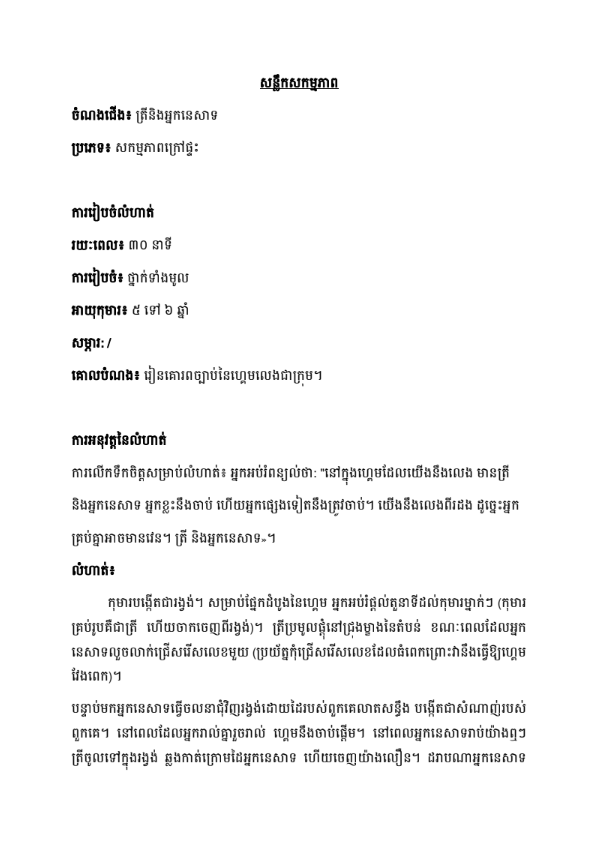 សន្លឹកសកម្មភាព
ចំណងជើង៖ ត្រីនិងអ្នកនេសាទ
ប្រភេទ៖ សកម្មភាពក្រៅផ្ទះ
ការរៀបចំលំហាត់
រយៈពេល៖ ៣០ នាទី
ការរៀបចំ៖ ថ្នាក់ទាំងមូល
អាយុកុមារ៖ ៥ ទៅ ៦ ឆ្នាំ
សម្ភារ: /
គោលបំណង៖ រៀនគោរពច្បាប់នៃហ្គេមលេងជាក្រុម។
ការអនុវត្តនៃលំហាត់
ការលើកទឹកចិត្តសម្រាប់លំហាត់៖ អ្នកអប់រំពន្យល់ថា: "នៅក្នុងហ្គេមដែលយើងនឹងលេង មានត្រី
និងអ្នកនេសាទ អ្នកខ្លះនឹងចាប់ ហើយអ្នកផ្សេងទៀតនឹងត្រូវចាប់។ យើងនឹងលេងពីរដង ដូច្នេះអ្នក
គ្រប់គ្នាអាចមានវេន។ ត្រី និងអ្នកនេសាទ»។
លំហាត់៖
កុមារបង្កើតជារង្វង់។ សម្រាប់ផ្នែកដំបូងនៃហ្គេម អ្នកអប់រំផ្តល់តួនាទីដល់កុមារម្នាក់ៗ (កុមារ
គ្រប់រូបគឺជាត្រី ហើយចាកចេញពីរង្វង់)។ ត្រីប្រមូលផ្តុំនៅជ្រុងម្ខាងនៃតំបន់ ខណៈពេលដែលអ្នក
នេសាទលួចលាក់ជ្រើសរើសលេខមួយ (ប្រយ័ត្នកុំជ្រើសរើសលេខដែលធំពេកព្រោះវានឹងធ្វើឱ្យហ្គេម
វែងពេក)។
បន្ទាប់មកអ្នកនេសាទធ្វើចលនាជុំវិញរង្វង់ដោយដៃរបស់ពួកគេលាតសន្ធឹង បង្កើតជាសំណាញ់របស់
ពួកគេ។ នៅពេលដែលអ្នករាល់គ្នារួចរាល់ ហ្គេមនឹងចាប់ផ្តើម។ នៅពេលអ្នកនេសាទរាប់យ៉ាងឮៗ
ត្រីចូលទៅក្នុងរង្វង់ ឆ្លងកាត់ក្រោមដៃអ្នកនេសាទ ហើយចេញយ៉ាងលឿន។ ដរាបណាអ្នកនេសាទ